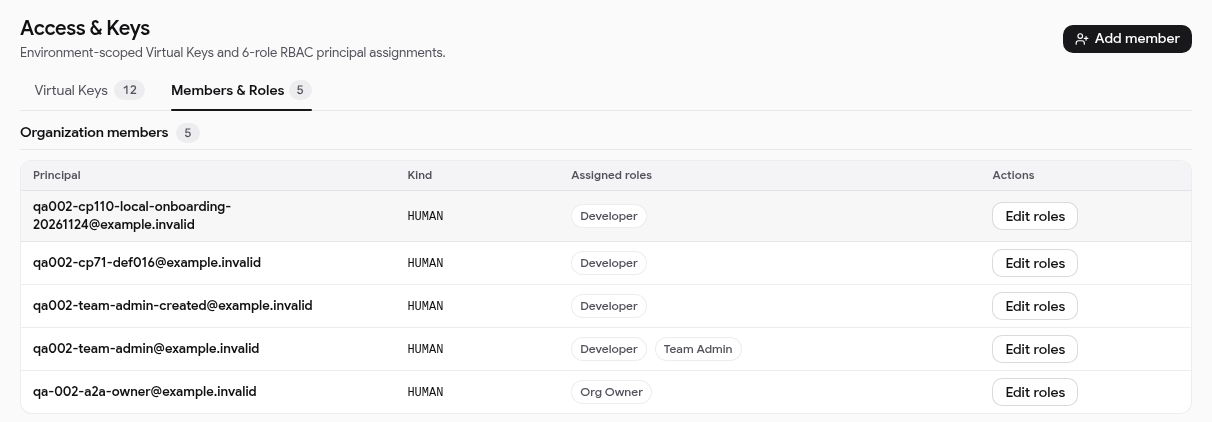 Access & Keys
Environment-scoped Virtual Keys and 6-role RBAC principal assignments.
Add member
Virtual Keys 12 Members & Roles 5
Organization members 5
Principal Kind Assigned roles Actions
qa002-cp110-local-onboarding-
20261124@example.invalid HUMAN Developer Edit roles
qa002-cp71-def016@example.invalid HUMAN Developer Edit roles
qa002-team-admin-created@example.invalid HUMAN Developer Edit roles
qa002-team-admin@example.invalid HUMAN Developer Team Admin Edit roles
qa-002-a2a-owner@example.invalid HUMAN Org Owner Edit roles